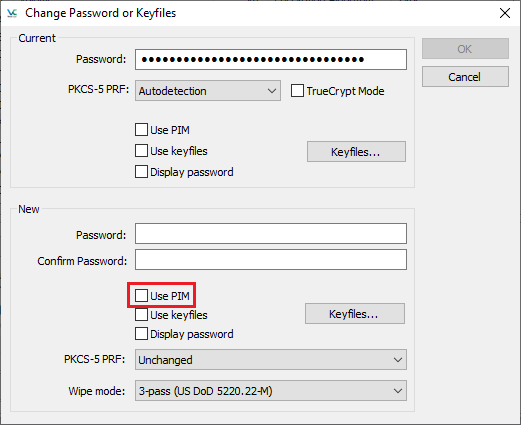 Change Password or Keyfiles
Current
OK
Password: ••••••••••••••••••••••••••••••••
Cancel
PKCS-5 PRF: Autodetection TrueCrypt Mode
Use PIM
Use keyfiles Keyfiles...
Display password
New
Password:
Confirm Password:
Use PIM
Use keyfiles Keyfiles...
Display password
PKCS-5 PRF: Unchanged
Wipe mode: 3-pass (US DoD 5220.22-M)